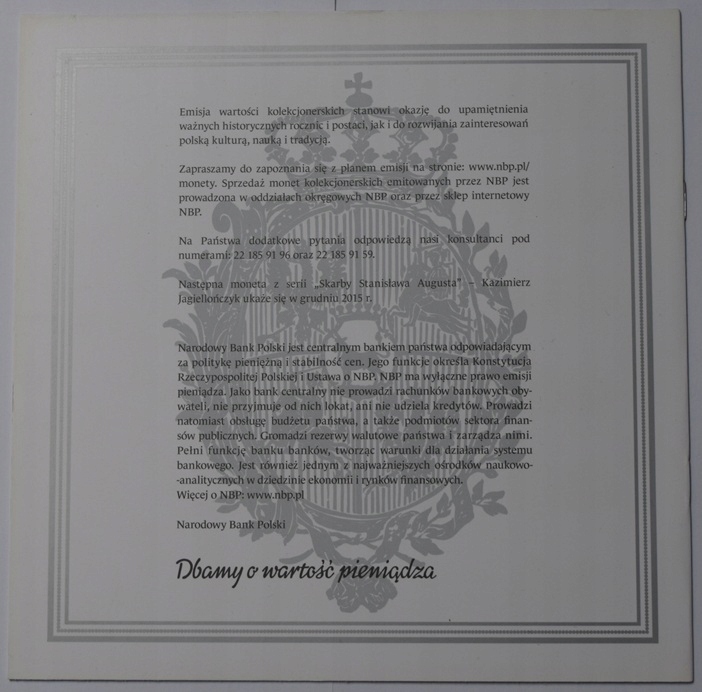 Emisja wartości kolekcjonerskich stanowi okazję do upamiętnienia
ważnych historycznych rocznic i postaci, jak i do rozwijania zainteresowań
polską kulturą, nauką i tradycją.
Zapraszamy do zapoznania się z planem emisji na stronie: www.nbp.pl/
monety. Sprzedaż monet kolekcjonerskich emitowanych przez NBP jest
prowadzona w oddziałach okręgowych NBP oraz przez sklep internetowy
NBP.
Na Państwa dodatkowe pytania odpowiedzą nasi konsultanci pod
numerami: 22 185 91 96 oraz 22 185 91 59.
Następna moneta z serii „Skarby Stanisława Augusta” – Kazimierz
Jagiellończyk ukaże się w grudniu 2015 r.
Narodowy Bank Polski jest centralnym bankiem państwa odpowiadającym
za politykę pieniężną i stabilność cen. Jego funkcje określa Konstytucja
Rzeczypospolitej Polskiej i Ustawa o NBP. NBP ma wyłączne prawo emisji
pieniądza. Jako bank centralny nie prowadzi rachunków bankowych oby-
wateli, nie przyjmuje od nich lokat, ani nie udziela kredytów. Prowadzi
natomiast obsługę budżetu państwa, a także podmiotów sektora finan-
sów publicznych. Gromadzi rezerwy walutowe państwa i zarządza nimi.
Pełni funkcję banku banków, tworząc warunki dla działania systemu
bankowego. Jest również jednym z najważniejszych ośrodków naukowo-
-analitycznych w dziedzinie ekonomii i rynków finansowych.
Więcej o NBP: www.nbp.pl
Narodowy Bank Polski
Dbamy o wartość pieniądza